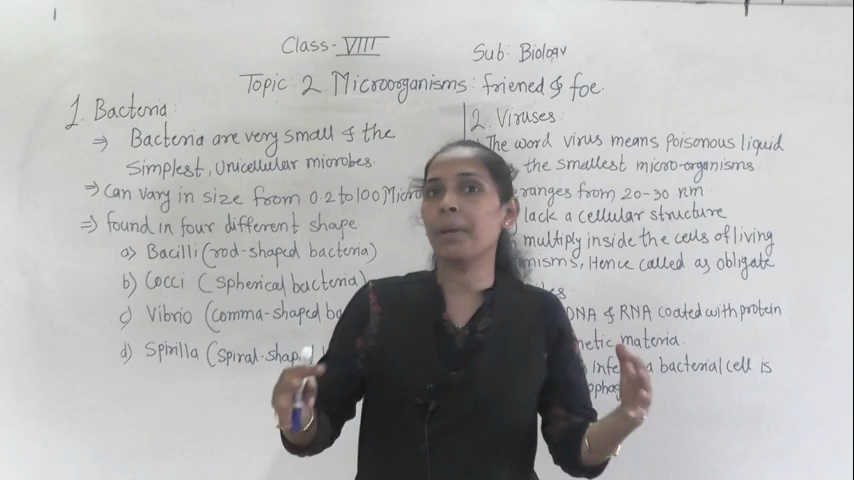 Class - VIII
Sub: Biology
Topic: 2. Microorganisms: friened & foe.
1. Bacteria:
⇒ Bacteria are very small & the
Simplest, Unicellular microbes.
⇒ Can vary in size from 0.2 to 100 Micro
⇒ found in four different shape
a) Bacilli (rod-shaped bacteria)
b) Cocci (spherical bacteria)
c) Vibrio (comma-shaped ba
d) Spirilla (spiral-shap
2. Viruses:
The word virus means poisonous liquid
the smallest micro-organisms.
ranges from 20-30 nm.
lack a cellular structure
multiply inside the cells of living
nisms, Hence called as obligate
DNA & RNA coated with protein
netic materia.
infe a bacterial cell is
ophag